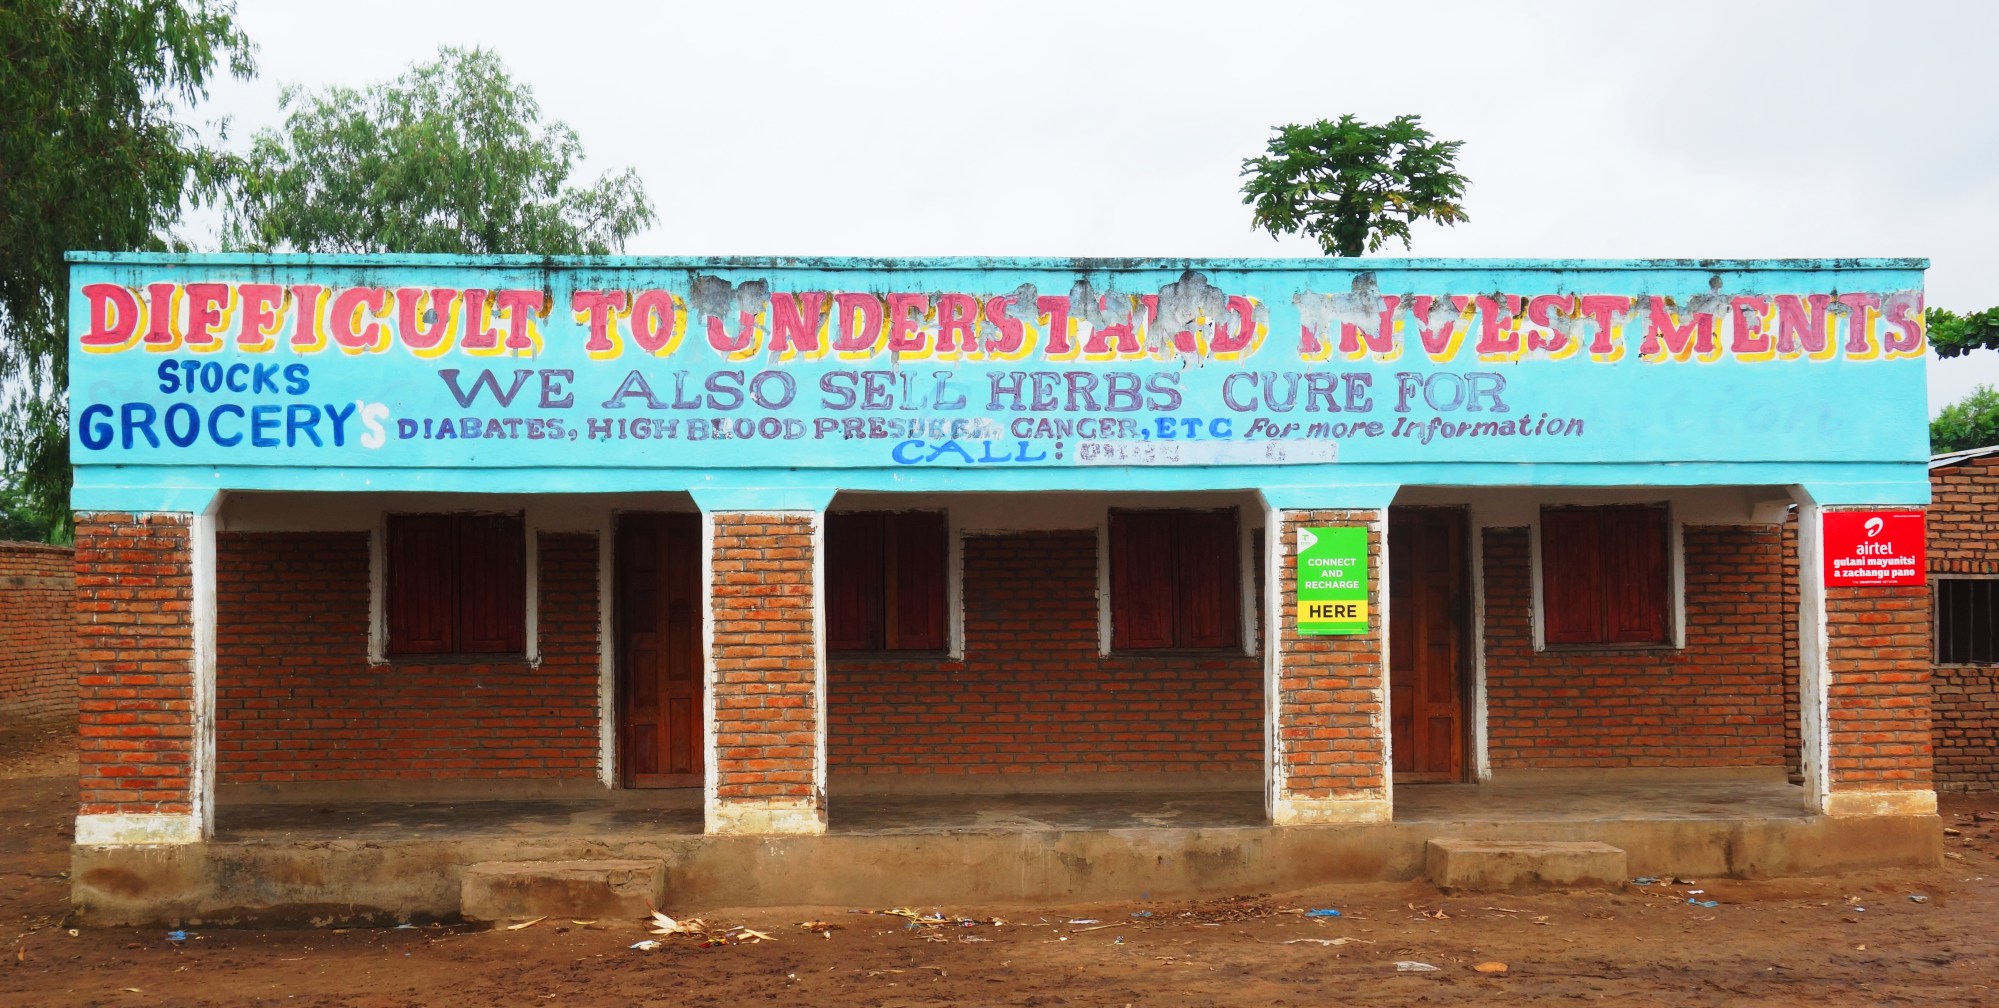 DIFFICULT TO UNDERSTAND INVESTMENTS
STOCKS
GROCERY'S
WE ALSO SELL HERBS CURE FOR
DIABATES, HIGH BLOOD CANCER, ETC For more Information
CALL:
CONNECT
AND
RECHARGE
HERE
airtel
gulani mayunitsi
a zachangu pano